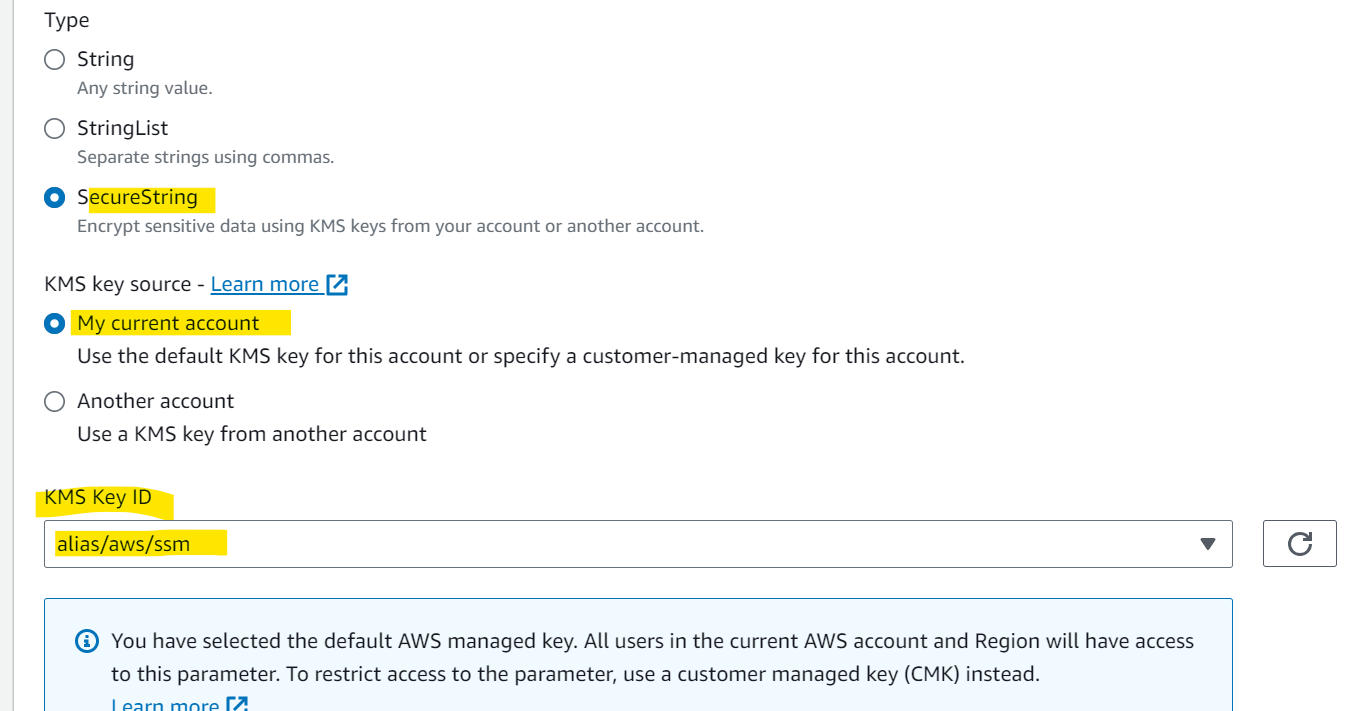 Type
String
Any string value.
StringList
Separate strings using commas.
SecureString
Encrypt sensitive data using KMS keys from your account or another account.
KMS key source - Learn more
My current account
Use the default KMS key for this account or specify a customer-managed key for this account.
Another account
Use a KMS key from another account
KMS Key ID
alias/aws/ssm
You have selected the default AWS managed key. All users in the current AWS account and Region will have access
to this parameter. To restrict access to the parameter, use a customer managed key (CMK) instead.
Learn more